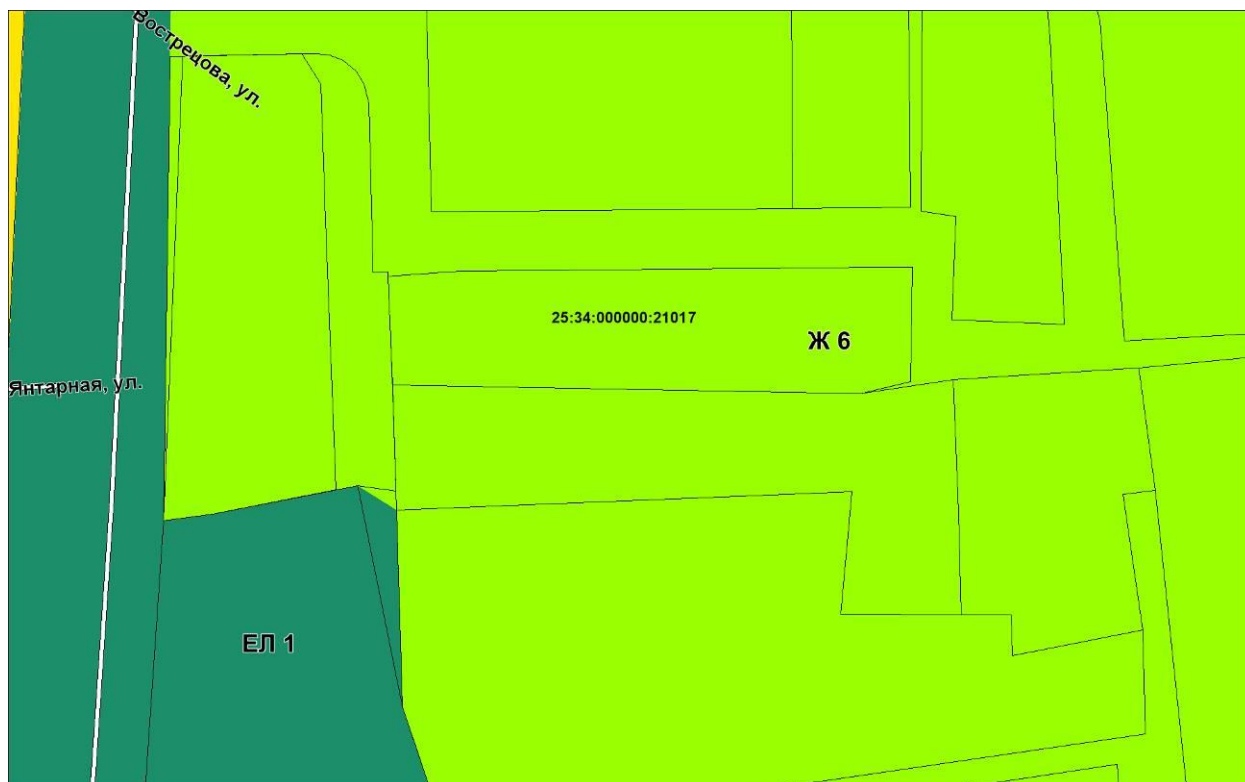 Вострецова, ул.
25:34:000000:21017
Ж 6
Янтарная, ул.
ЕЛ 1